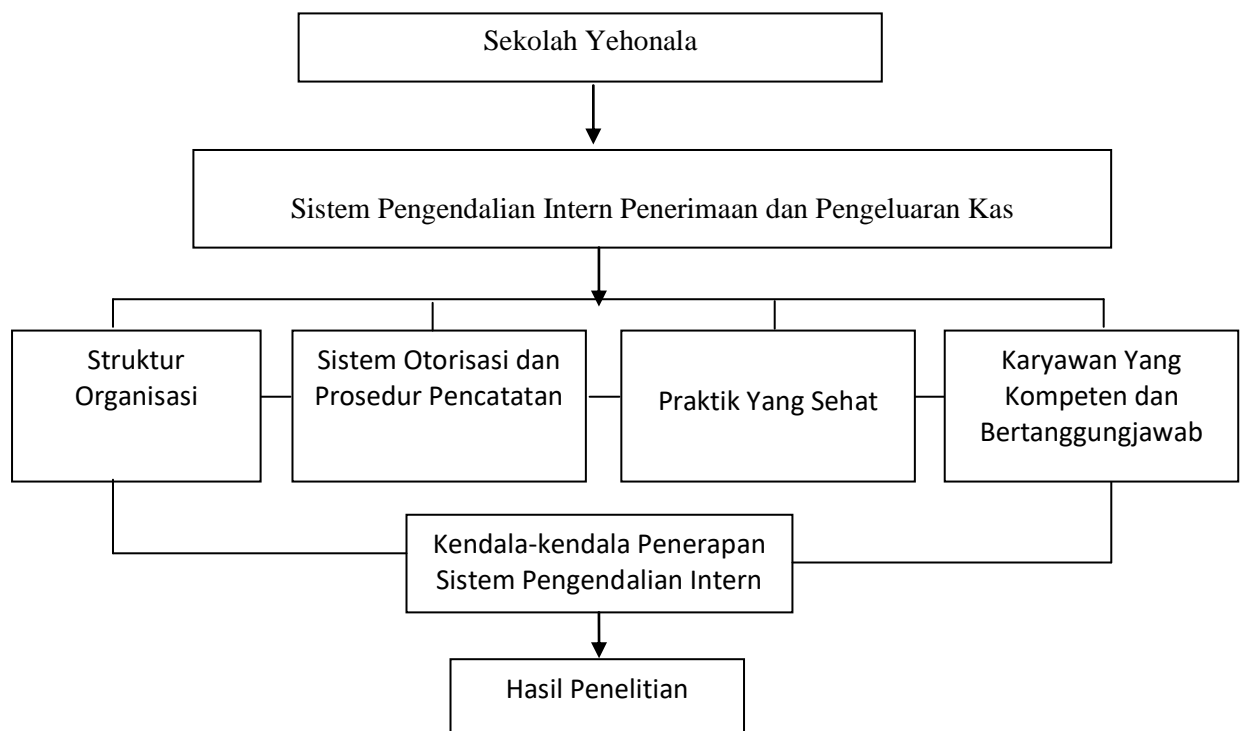 Sekolah Yehonala
Sistem Pengendalian Intern Penerimaan dan Pengeluaran Kas
Struktur
Organisasi
Sistem Otorisasi dan
Prosedur Pencatatan
Praktik Yang Sehat
Karyawan Yang
Kompeten dan
Bertanggungjawab
Kendala-kendala Penerapan
Sistem Pengendalian Intern
Hasil Penelitian